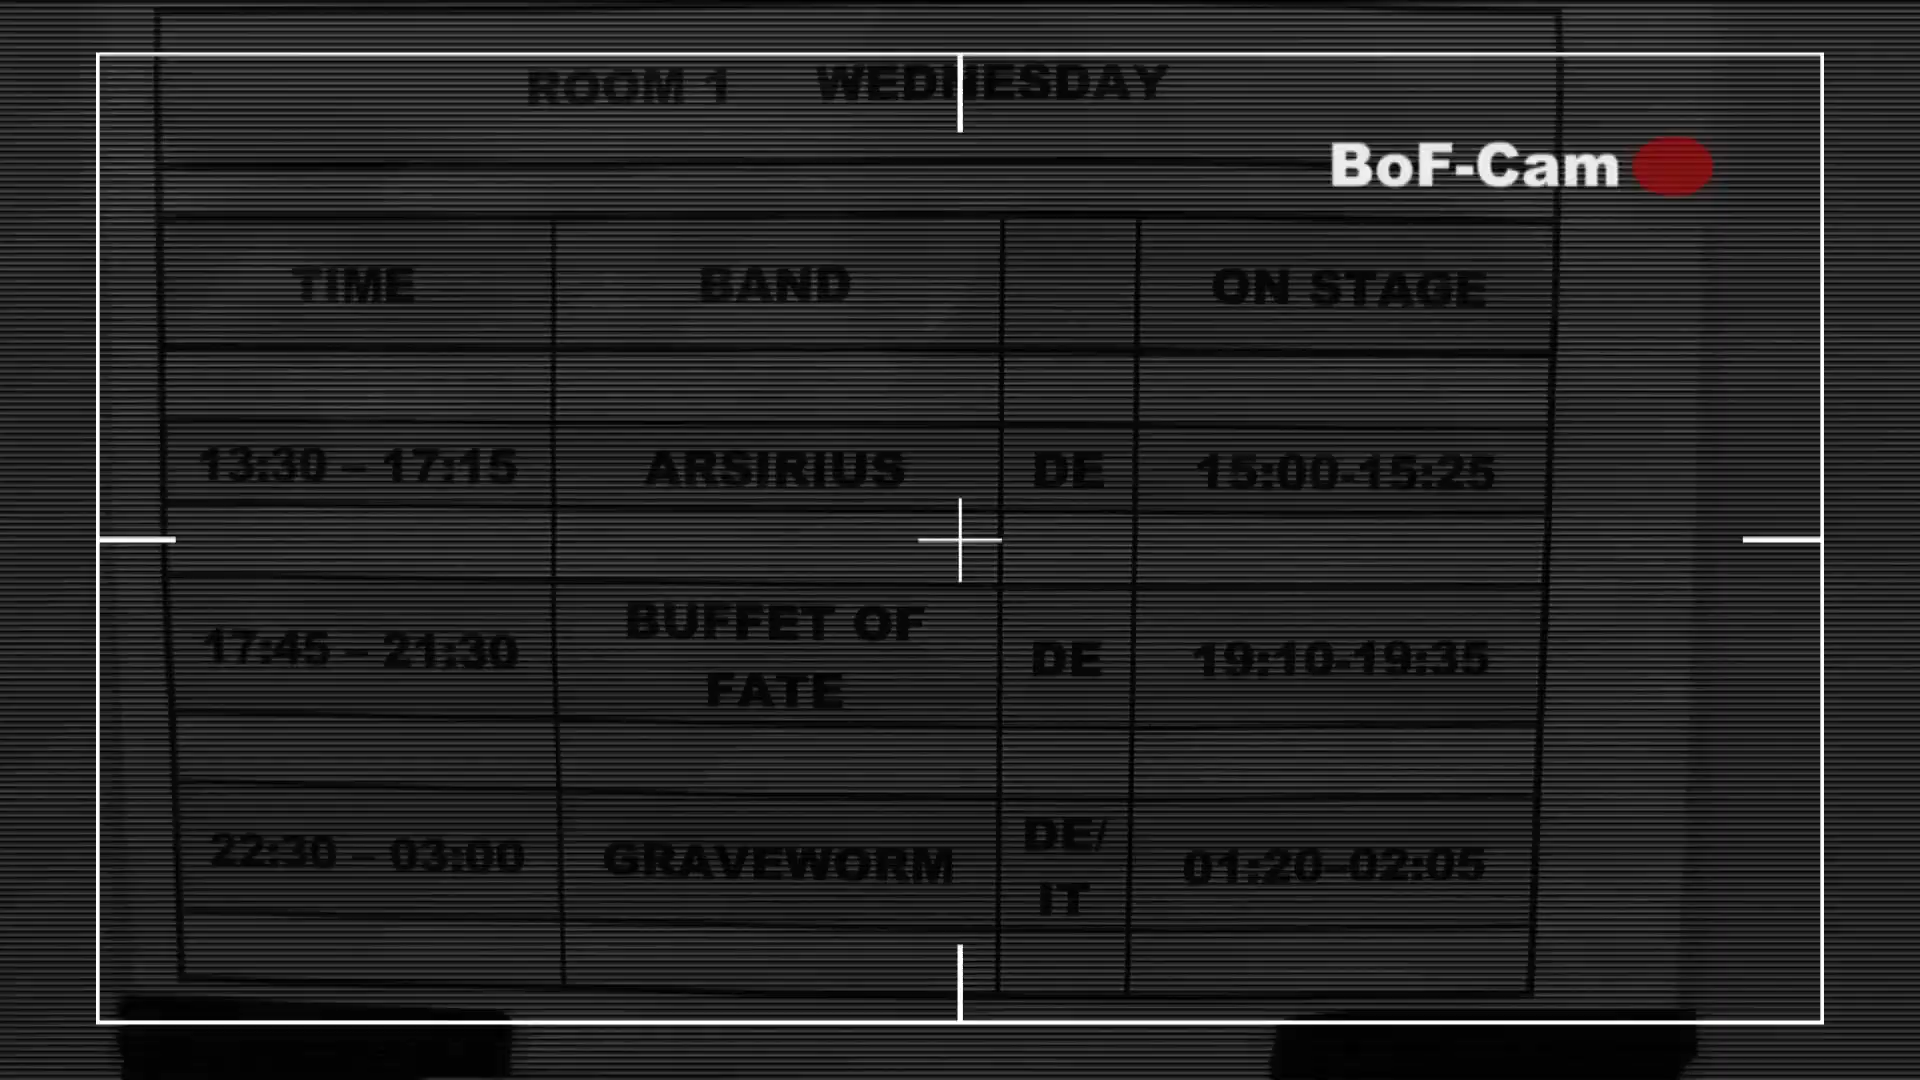 ROOM 1 WEDNESDAY
BoF-Cam
TIME BAND ON STAGE
13:30 – 17:15 ARSIRIUS DE 15:00-15:25
17:45 – 21:30 BUFFET OF FATE DE 19:10-19:35
22:30 – 03:00 GRAVEWORM DE/ IT 01:20-02:05